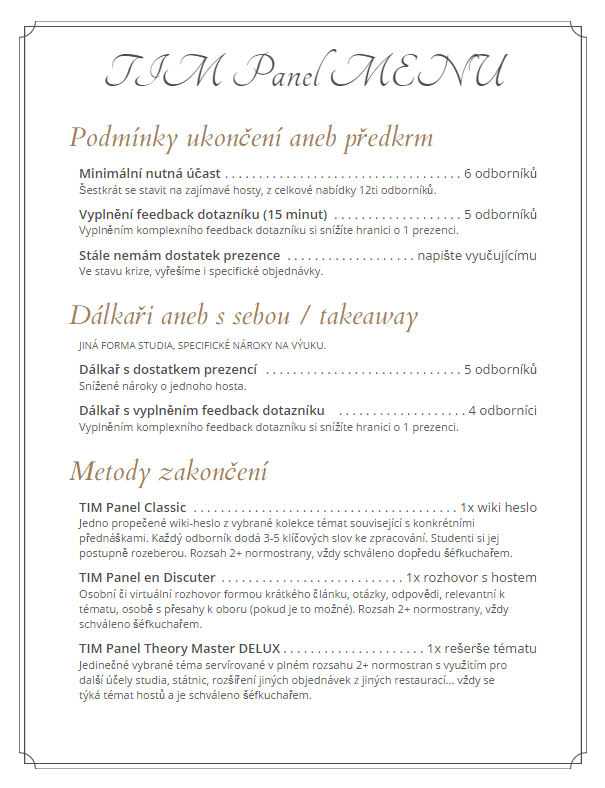 TIM Panel MENU
Podmínky ukončení aneb předkrm
Minimální nutná účast . . . . . . . . . . . . . . . . . . . . . . . . . . . . . . . . . . . 6 odborníků
Šestkrát se stavit na zajímavé hosty, z celkové nabídky 12ti odborníků.
Vyplnění feedback dotazníku (15 minut) . . . . . . . . . . . . . . . . . . . 5 odborníků
Vyplněním komplexního feedback dotazníku si snížíte hranici o 1 prezenci.
Stále nemám dostatek prezence . . . . . . . . . . . . . . . . . . . napište vyučujícímu
Ve stavu krize, vyřešíme i specifické objednávky.
Dálkaři aneb s sebou / takeaway
JINÁ FORMA STUDIA, SPECIFICKÉ NÁROKY NA VÝUKU.
Dálkař s dostatkem prezencí . . . . . . . . . . . . . . . . . . . . . . . . . . . . . 5 odborníků
Snížené nároky o jednoho hosta.
Dálkař s vyplněním feedback dotazníku . . . . . . . . . . . . . . . . . . . 4 odborníci
Vyplněním komplexního feedback dotazníku si snížíte hranici o 1 prezenci.
Metody zakončení
TIM Panel Classic . . . . . . . . . . . . . . . . . . . . . . . . . . . . . . . . . . . . . . . 1x wiki heslo
Jedno propečené wiki-heslo z vybrané kolekce témat související s konkrétními
přednáškami. Každý odborník dodá 3-5 klíčových slov ke zpracování. Studenti si jej
postupně rozeberou. Rozsah 2+ normostrany, vždy schváleno dopředu šéfkuchařem.
TIM Panel en Discuter . . . . . . . . . . . . . . . . . . . . . . . . . . . 1x rozhovor s hostem
Osobní či virtuální rozhovor formou krátkého článku, otázky, odpovědi, relevantní k
tématu, osobě s přesahy k oboru (pokud je to možné). Rozsah 2+ normostrany, vždy
schváleno šéfkuchařem.
TIM Panel Theory Master DELUX . . . . . . . . . . . . . . . . . . . . . 1x rešerše tématu
Jedinečné vybrané téma servírované v plném rozsahu 2+ normostran s využitím pro
další účely studia, státnic, rozšíření jiných objednávek z jiných restaurací... vždy se
týká témat hostů a je schváleno šéfkuchařem.